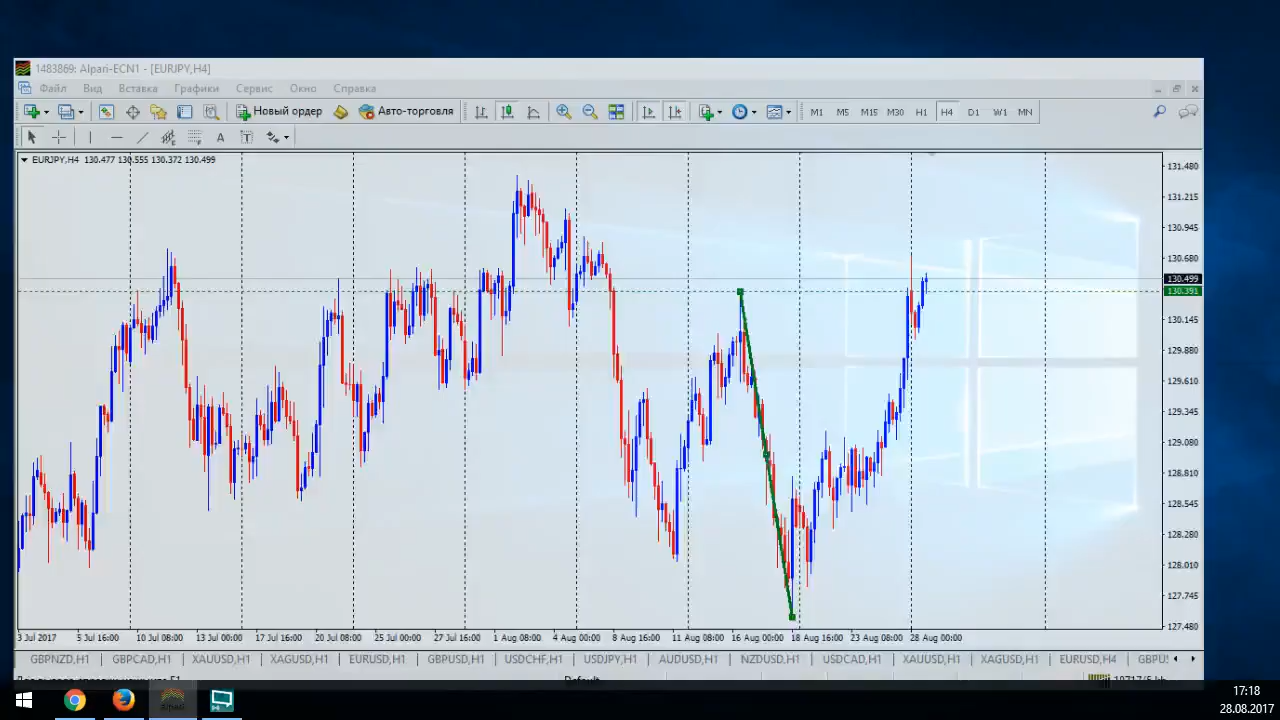 1483869: Alpari-ECN1 - [EURJPY,H4]
Файл Вид Вставка Графики Сервис Окно Справка
Новый ордер Авто-торговля M1 M5 M15 M30 H1 H4 D1 W1 MN
A T
EURJPY,H4 130.477 130.555 130.372 130.499
131.480
131.215
130.945
130.680
130.499
130.391
130.145
129.880
129.610
129.345
129.080
128.810
128.545
128.280
128.010
127.745
127.480
3 Jul 2017 5 Jul 16:00 10 Jul 08:00 13 Jul 00:00 17 Jul 16:00 20 Jul 08:00 25 Jul 00:00 27 Jul 16:00 1 Aug 08:00 4 Aug 00:00 8 Aug 16:00 11 Aug 08:00 16 Aug 00:00 18 Aug 16:00 23 Aug 08:00 28 Aug 00:00
GBPNZD,H1 GBPCAD,H1 XAUUSD,H1 XAGUSD,H1 EURUSD,H1 GBPUSD,H1 USDCHF,H1 USDJPY,H1 AUDUSD,H1 NZDUSD,H1 USDCAD,H1 XAUUSD,H1 XAGUSD,H1 EURUSD,H4 GBPU
Default
alpari
17:18
28.08.2017